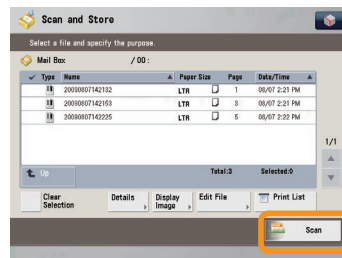 Scan and Store
Select a file and specify the purpose.
Mail Box / 00 :
Type Name Paper Size Page Date/Time
20090807142132 LTR 1 08/07 2:21 PM
20090807142153 LTR 3 08/07 2:21 PM
20090807142225 LTR 5 08/07 2:22 PM
1/1
Up Total:3 Selected:0
Clear Selection Details Display Image Edit File Print List
Scan